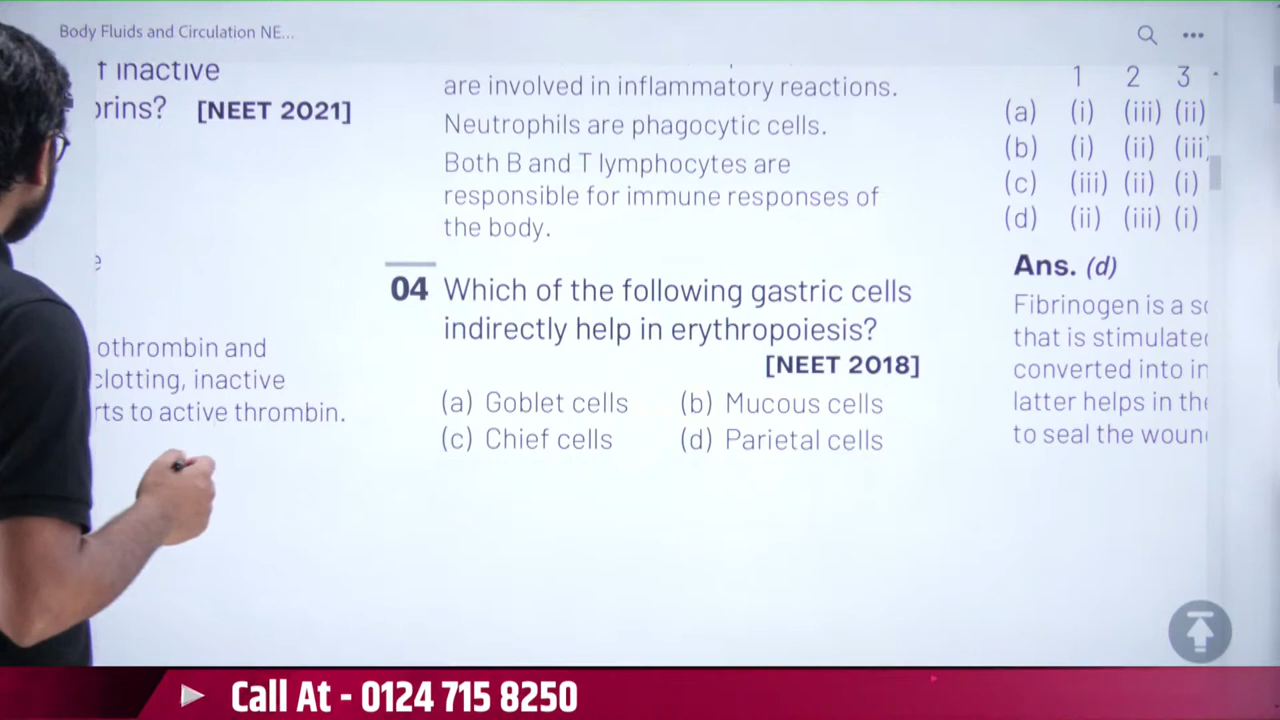 Body Fluids and Circulation NE...
t inactive
brins? [NEET 2021]
e
othrombin and
clotting, inactive
rts to active thrombin.
are involved in inflammatory reactions.
Neutrophils are phagocytic cells.
Both B and T lymphocytes are
responsible for immune responses of
the body.
04 Which of the following gastric cells
indirectly help in erythropoiesis?
[NEET 2018]
(a) Goblet cells (b) Mucous cells
(c) Chief cells (d) Parietal cells
1 2 3
(a) (i) (iii) (ii)
(b) (i) (ii) (iii)
(c) (iii) (ii) (i)
(d) (ii) (iii) (i)
Ans. (d)
Fibrinogen is a so
that is stimulated
converted into in
latter helps in the
to seal the woun
Call At - 0124 715 8250